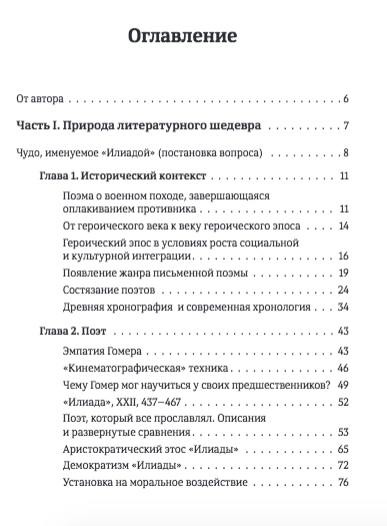 Оглавление
От автора . . . . . . . . . . . . . . . . . . . . . . . . . . . . . . . . . . . . . . . . 6
Часть I. Природа литературного шедевра . . . . . . . . . . 7
Чудо, именуемое «Илиадой» (постановка вопроса) . . . . . . . . . . . . 8
Глава 1. Исторический контекст . . . . . . . . . . . . . . . . . . . . . 11
Поэма о военном походе, завершающаяся
оплакиванием противника . . . . . . . . . . . . . . . . . . . . . 11
От героического века к веку героического эпоса . . . . 14
Героический эпос в условиях роста социальной
и культурной интеграции . . . . . . . . . . . . . . . . . . . . . . 16
Появление жанра письменной поэмы . . . . . . . . . . . . . 19
Состязание поэтов . . . . . . . . . . . . . . . . . . . . . . . . . . . 24
Древняя хронография и современная хронология . . . 34
Глава 2. Поэт . . . . . . . . . . . . . . . . . . . . . . . . . . . . . . . . . 43
Эмпатия Гомера . . . . . . . . . . . . . . . . . . . . . . . . . . . . . 43
«Кинематографическая» техника . . . . . . . . . . . . . . . . 46
Чему Гомер мог научиться у своих предшественников? 49
«Илиада», XXII, 437–467 . . . . . . . . . . . . . . . . . . . . . . . 52
Поэт, который все прославлял. Описания
и развернутые сравнения . . . . . . . . . . . . . . . . . . . . . . 53
Аристократический этос «Илиады» . . . . . . . . . . . . . . 65
Демократизм «Илиады» . . . . . . . . . . . . . . . . . . . . . . . 72
Установка на моральное воздействие . . . . . . . . . . . . . 76